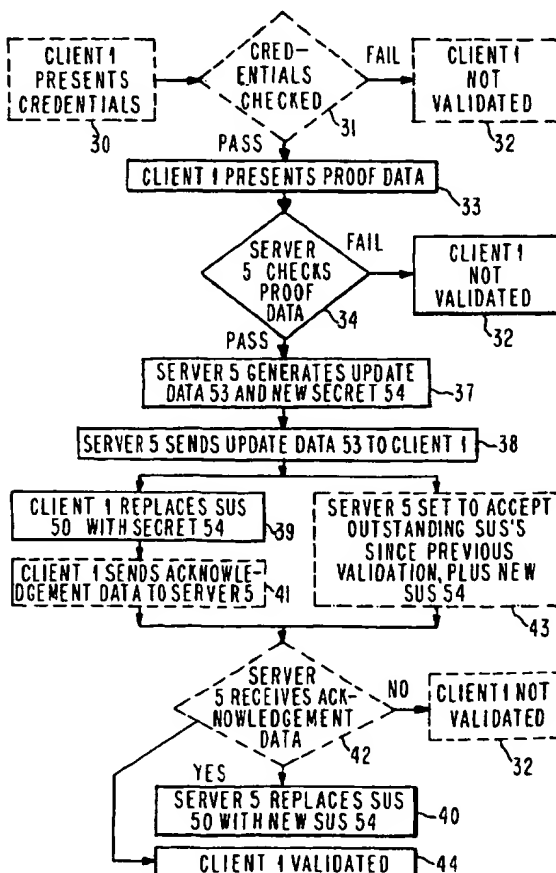 CLIENT 1
PRESENTS
CREDENTIALS
30
CRED-
ENTIALS
CHECKED
31
FAIL
CLIENT 1
NOT
VALIDATED
32
PASS
CLIENT 1 PRESENTS PROOF DATA
33
SERVER
5 CHECKS
PROOF
DATA
34
FAIL
CLIENT 1
NOT
VALIDATED
32
PASS
SERVER 5 GENERATES UPDATE
DATA 53 AND NEW SECRET 54
37
SERVER 5 SENDS UPDATE DATA 53 TO CLIENT 1
38
CLIENT 1 REPLACES SUS
50 WITH SECRET 54
39
CLIENT 1 SENDS ACKNOWLE-
DGEMENT DATA TO SERVER 5
41
SERVER 5 SET TO ACCEPT
OUTSTANDING SUS'S
SINCE PREVIOUS
VALIDATION, PLUS NEW
SUS 54
43
SERVER
5 RECEIVES ACK-
NOWLEDGEMENT
DATA
42
NO
CLIENT 1 NOT
VALIDATED
32
YES
SERVER 5 REPLACES SUS
50 WITH NEW SUS 54
40
CLIENT 1 VALIDATED
44